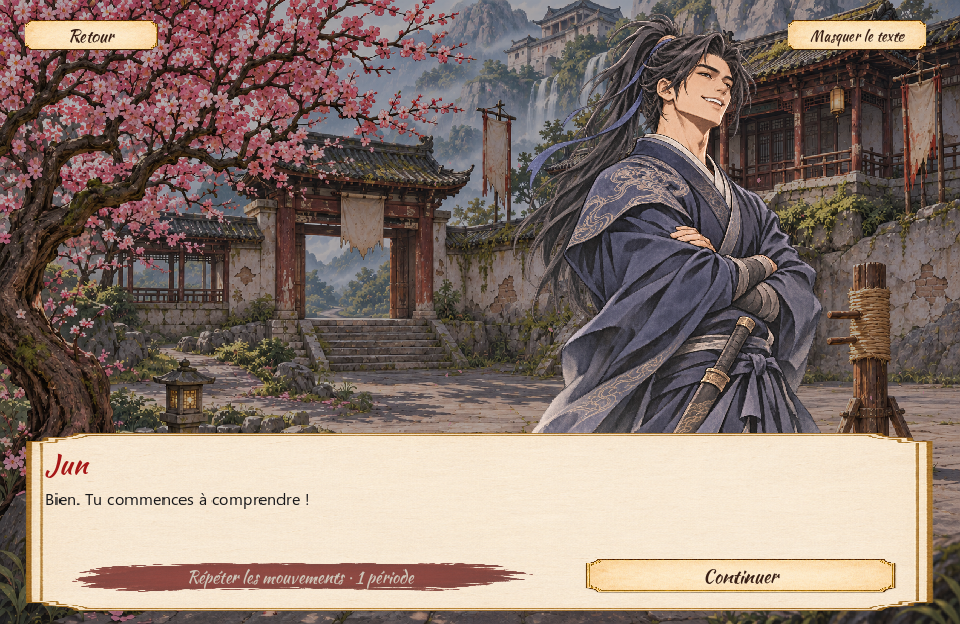 Retour
Masquer le texte
Jun
Bien. Tu commences à comprendre !
Répéter les mouvements · 1 période
Continuer